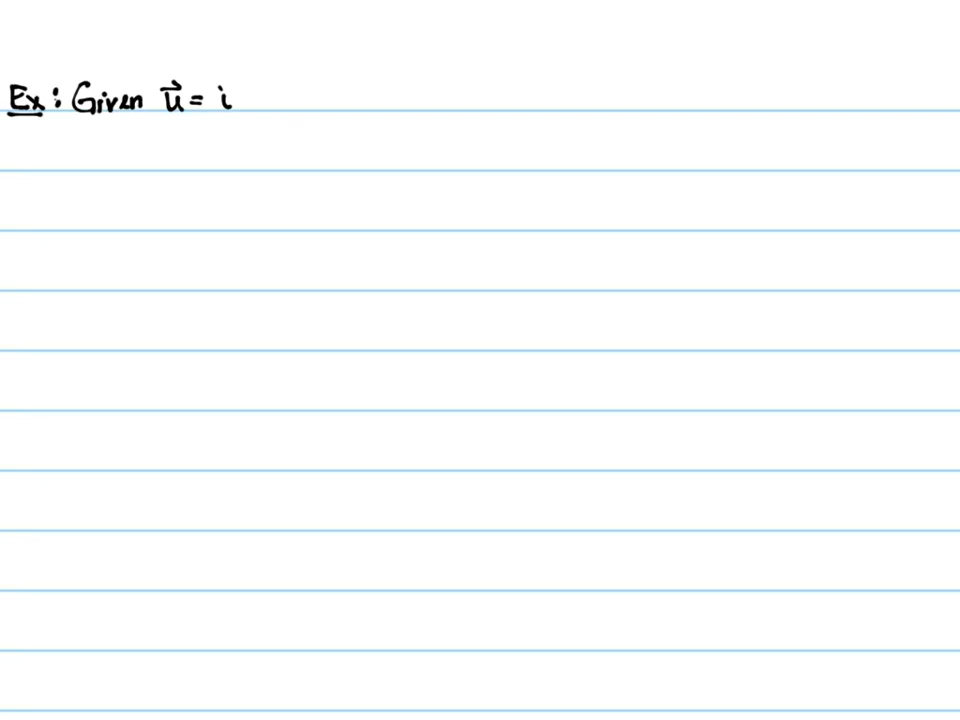 Ex: Given u⃗ = i